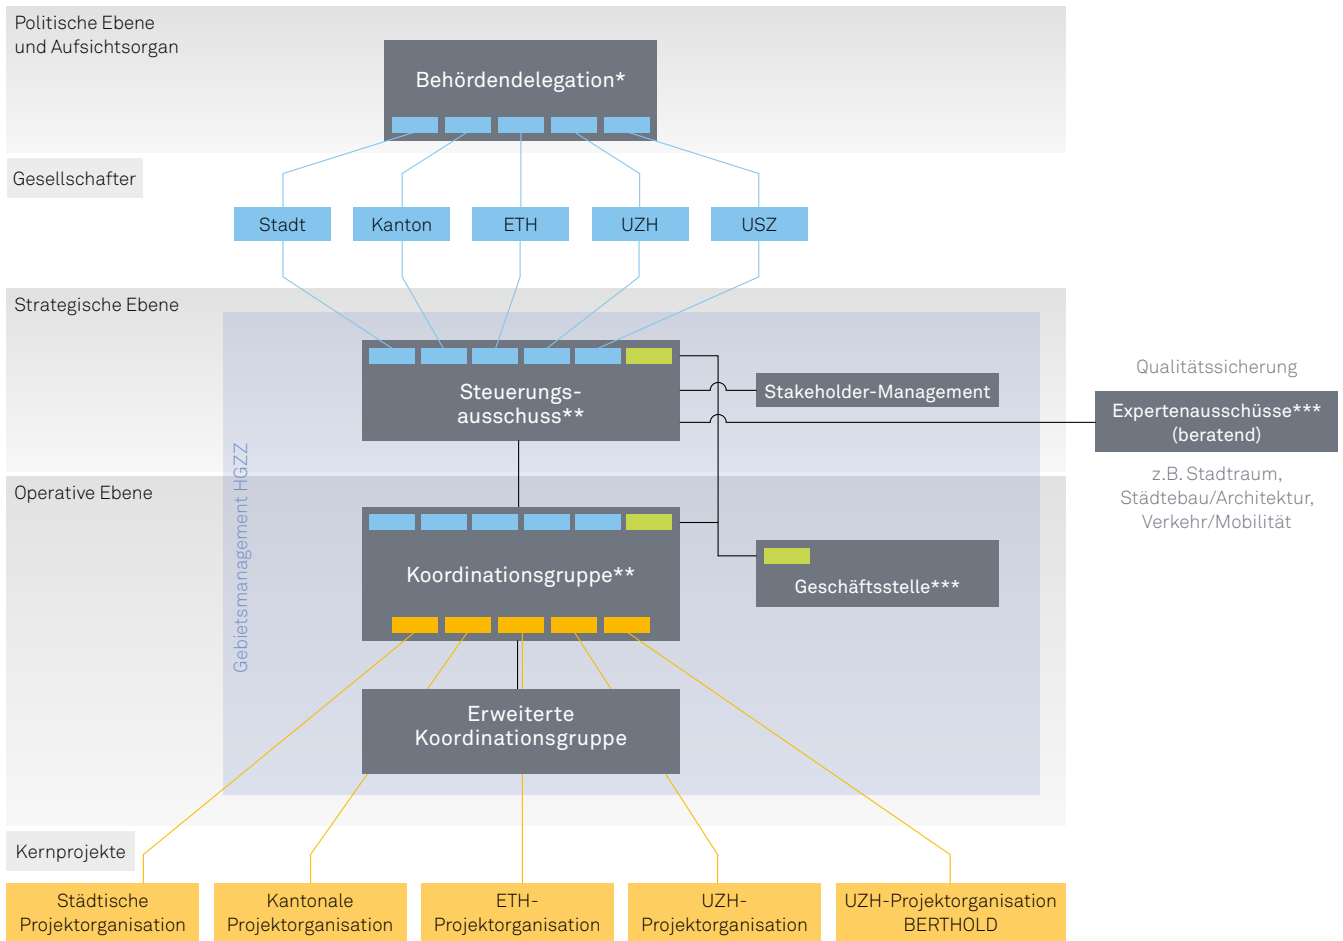 Politische Ebene
und Aufsichtsorgan
Behördendelegation*
Gesellschafter
Stadt
Kanton
ETH
UZH
USZ
Strategische Ebene
Steuerungs-
ausschuss**
Stakeholder-Management
Qualitätssicherung
Expertenausschüsse***
(beratend)
z.B. Stadtraum,
Städtebau/Architektur,
Verkehr/Mobilität
Gebietsmanagement HGZZ
Operative Ebene
Koordinationsgruppe**
Geschäftsstelle***
Erweiterte
Koordinationsgruppe
Kernprojekte
Städtische
Projektorganisation
Kantonale
Projektorganisation
ETH-
Projektorganisation
UZH-
Projektorganisation
UZH-Projektorganisation
BERTHOLD